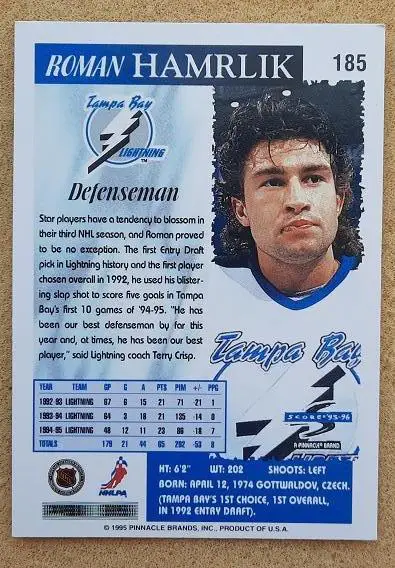 ROMAN HAMRLIK 185
Tampa Bay
LIGHTNING
TM
Defenseman
Star players have a tendency to blossom in
their third NHL season, and Roman proved
to be no exception. The first Entry Draft
pick in Lightning history and the first player
chosen overall in 1992, he used his blister-
ing slap shot to score five goals in Tampa
Bay's first 10 games of '94-95. "He has
been our best defenseman by far this
year and, at times, he has been our best
player," said Lightning coach Terry Crisp.
Tampa Bay
SCORE '95-96
A PINNACLE BRAND
YEAR TEAM GP G A PTS PIM +/- PPG
1992-93 LIGHTNING 67 6 15 21 71 -21 1
1993-94 LIGHTNING 64 3 18 21 135 -14 0
1994-95 LIGHTNING 48 12 11 23 86 -18 7
TOTALS 179 21 44 65 292 -53 8
NHLPA
HT: 6'2" WT: 202 SHOOTS: LEFT
BORN: APRIL 12, 1974 GOTTWALDOV, CZECH.
(TAMPA BAY'S 1ST CHOICE, 1ST OVERALL,
IN 1992 ENTRY DRAFT).
© 1995 PINNACLE BRANDS, INC., PRODUCT OF U.S.A.